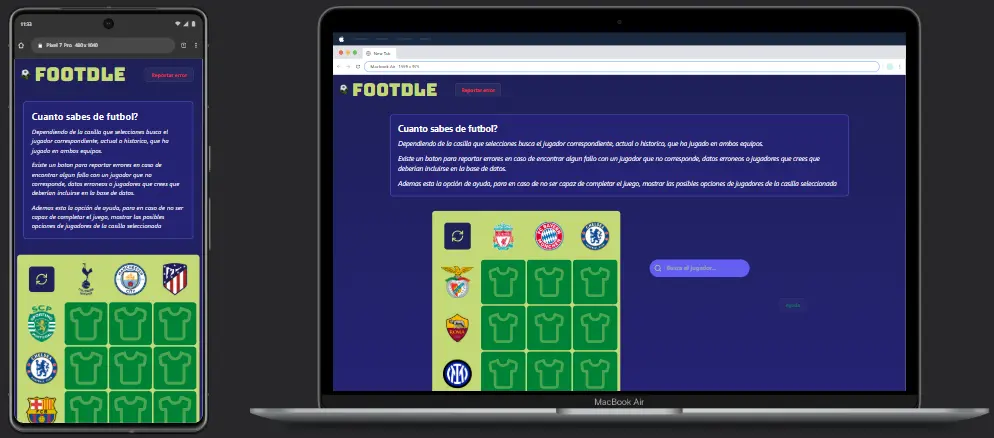 11:53
Pixel 7 Pro 480x1040
FOOTDLE
Reportar error
Cuanto sabes de futbol?
Dependiendo de la casilla que selecciones busca el
jugador correspondiente, actual o historico, que ha
jugado en ambos equipos.
Existe un boton para reportar errores en caso de
encontrar algun fallo con un jugador que no
corresponde, datos erroneos o jugadores que crees que
deberian incluirse en la base de datos.
Ademas esta la opción de ayuda, para en caso de no ser
capaz de completar el juego, mostrar las posibles
opciones de jugadores de la casilla seleccionada
SCP
New Tab
FOOTDLE
Reportar error
Cuanto sabes de futbol?
Dependiendo de la casilla que selecciones busca el jugador correspondiente, actual o historico, que ha jugado en ambos equipos.
Existe un boton para reportar errores en caso de encontrar algun fallo con un jugador que no corresponde, datos erroneos o jugadores que crees que
deberian incluirse en la base de datos.
Ademas esta la opción de ayuda, para en caso de no ser capaz de completar el juego, mostrar las posibles opciones de jugadores de la casilla seleccionada
Busca el jugador...
Ayuda
ROMA
MacBook Air